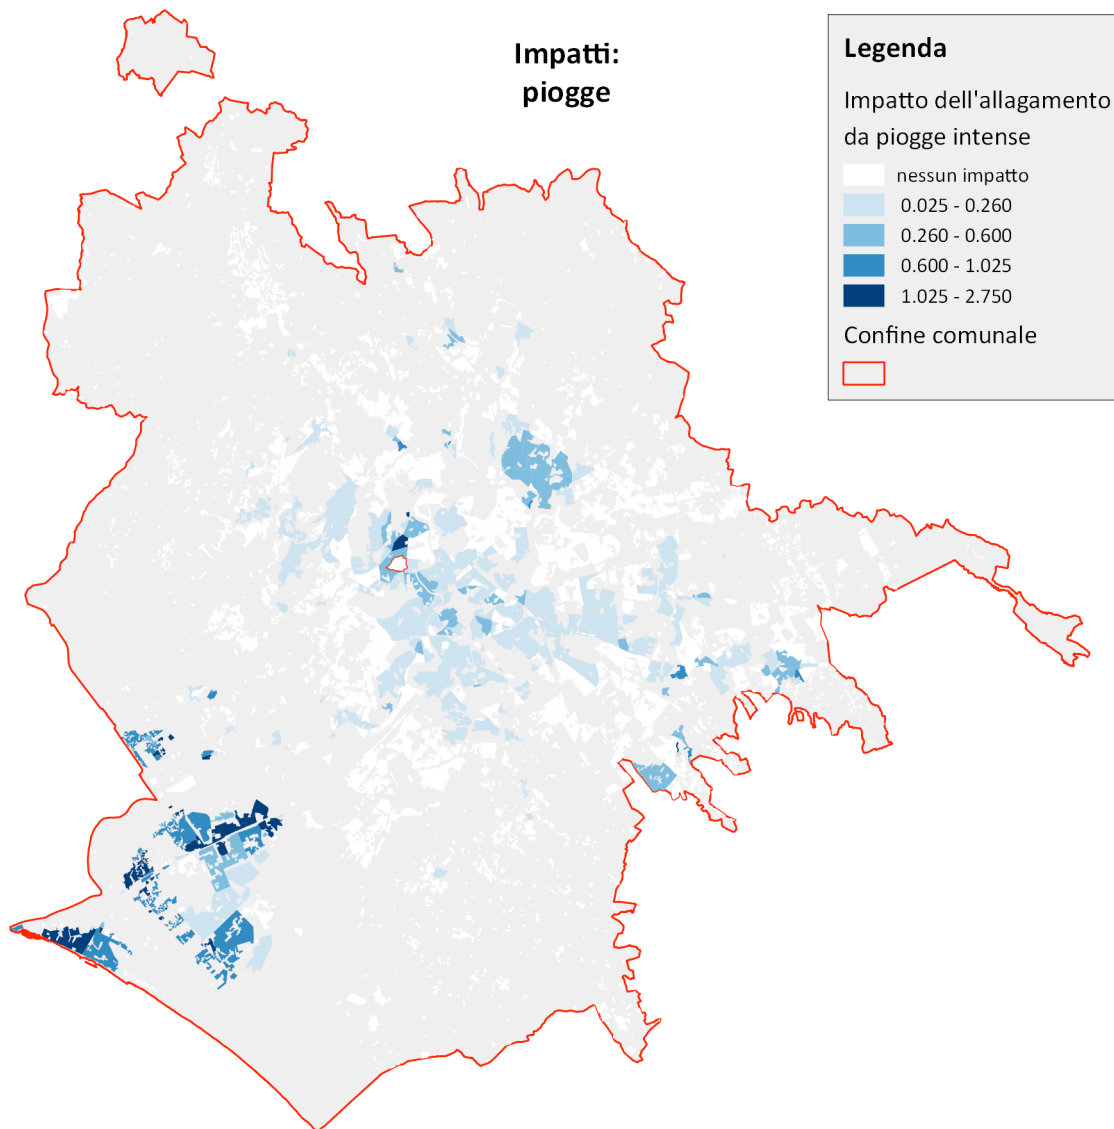 Impatti:
piogge
Legenda
Impatto dell'allagamento
da piogge intense
nessun impatto
0.025 - 0.260
0.260 - 0.600
0.600 - 1.025
1.025 - 2.750
Confine comunale